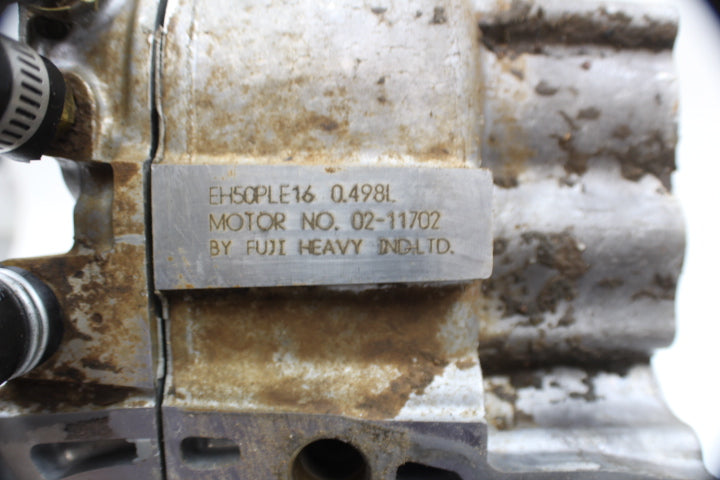 EH50PLE16 0.498L
MOTOR NO. 02-11702
BY FUJI HEAVY IND.LTD.